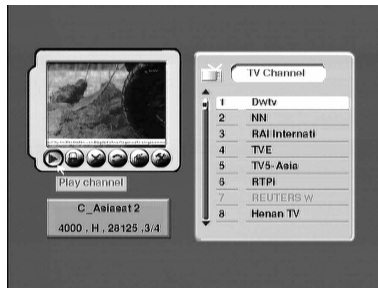 TV Channel
1 Dwtv
2 NN
3 RAI Internati
4 TVE
5 TV5-Asia
6 RTPi
7 REUTERS W
8 Henan TV
Play channel
C_Asiasat 2
4000 , H , 28125 ,3/4